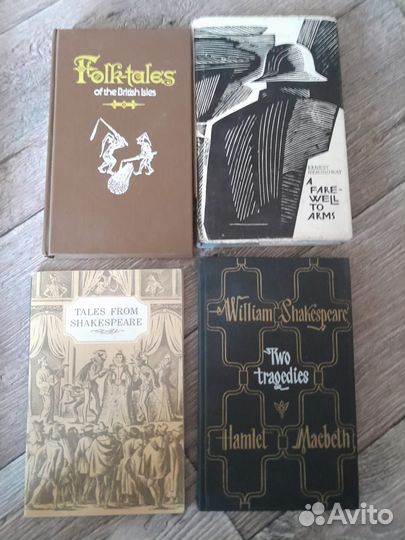 Folk-tales
of the British Isles
ERNEST
HEMINGWAY
A
FARE-
WELL
TO
ARMS
TALES FROM
SHAKESPEARE
William Shakespeare
Two
tragedies
Hamlet Macbeth
Avito